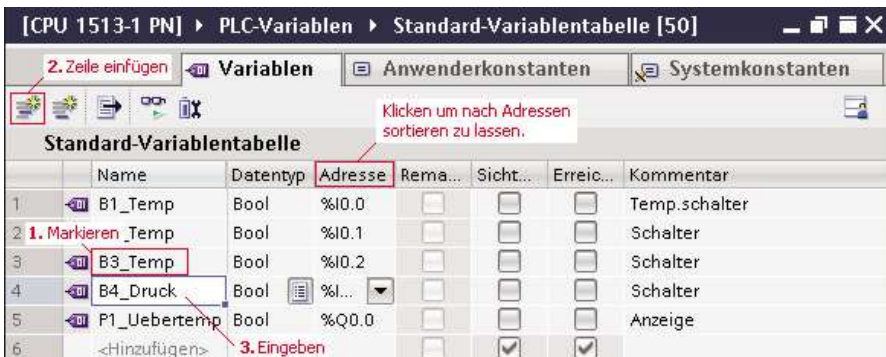 [CPU 1513-1 PN] ▸ PLC-Variablen ▸ Standard-Variablentabelle [50]
2. Zeile einfügen Variablen Anwenderkonstanten Systemkonstanten
Klicken um nach Adressen
sortieren zu lassen.
Standard-Variablentabelle
Name Datentyp Adresse Rema... Sicht... Erreic... Kommentar
1 B1_Temp Bool %I0.0 Temp.schalter
2 1. Markieren _Temp Bool %I0.1 Schalter
3 B3_Temp Bool %I0.2 Schalter
4 B4_Druck Bool %I... Schalter
5 P1_Uebertemp Bool %Q0.0 Anzeige
6 <Hinzufügen> 3. Eingeben